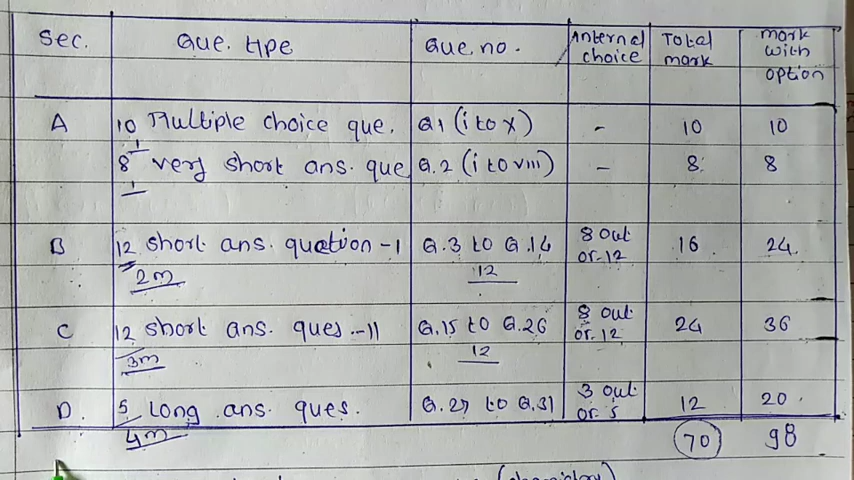 Sec. Que. tipe Que. no. Internal choice Total mark mark with option
A 10 Multiple choice que. Q1 (i to x) - 10 10
1
8 very short ans. que Q.2 (i to viii) - 8 8
1
B 12 short ans. quetion -1 Q.3 to Q.14 8 out of 12 16 24
2m 12
C 12 short ans. ques. -11 Q.15 to Q.26 8 out of 12 24 36
3m 12
D. 5 Long ans. ques. Q.27 to Q.31 3 out of 5 12 20
4m 70 98
(chemistry)